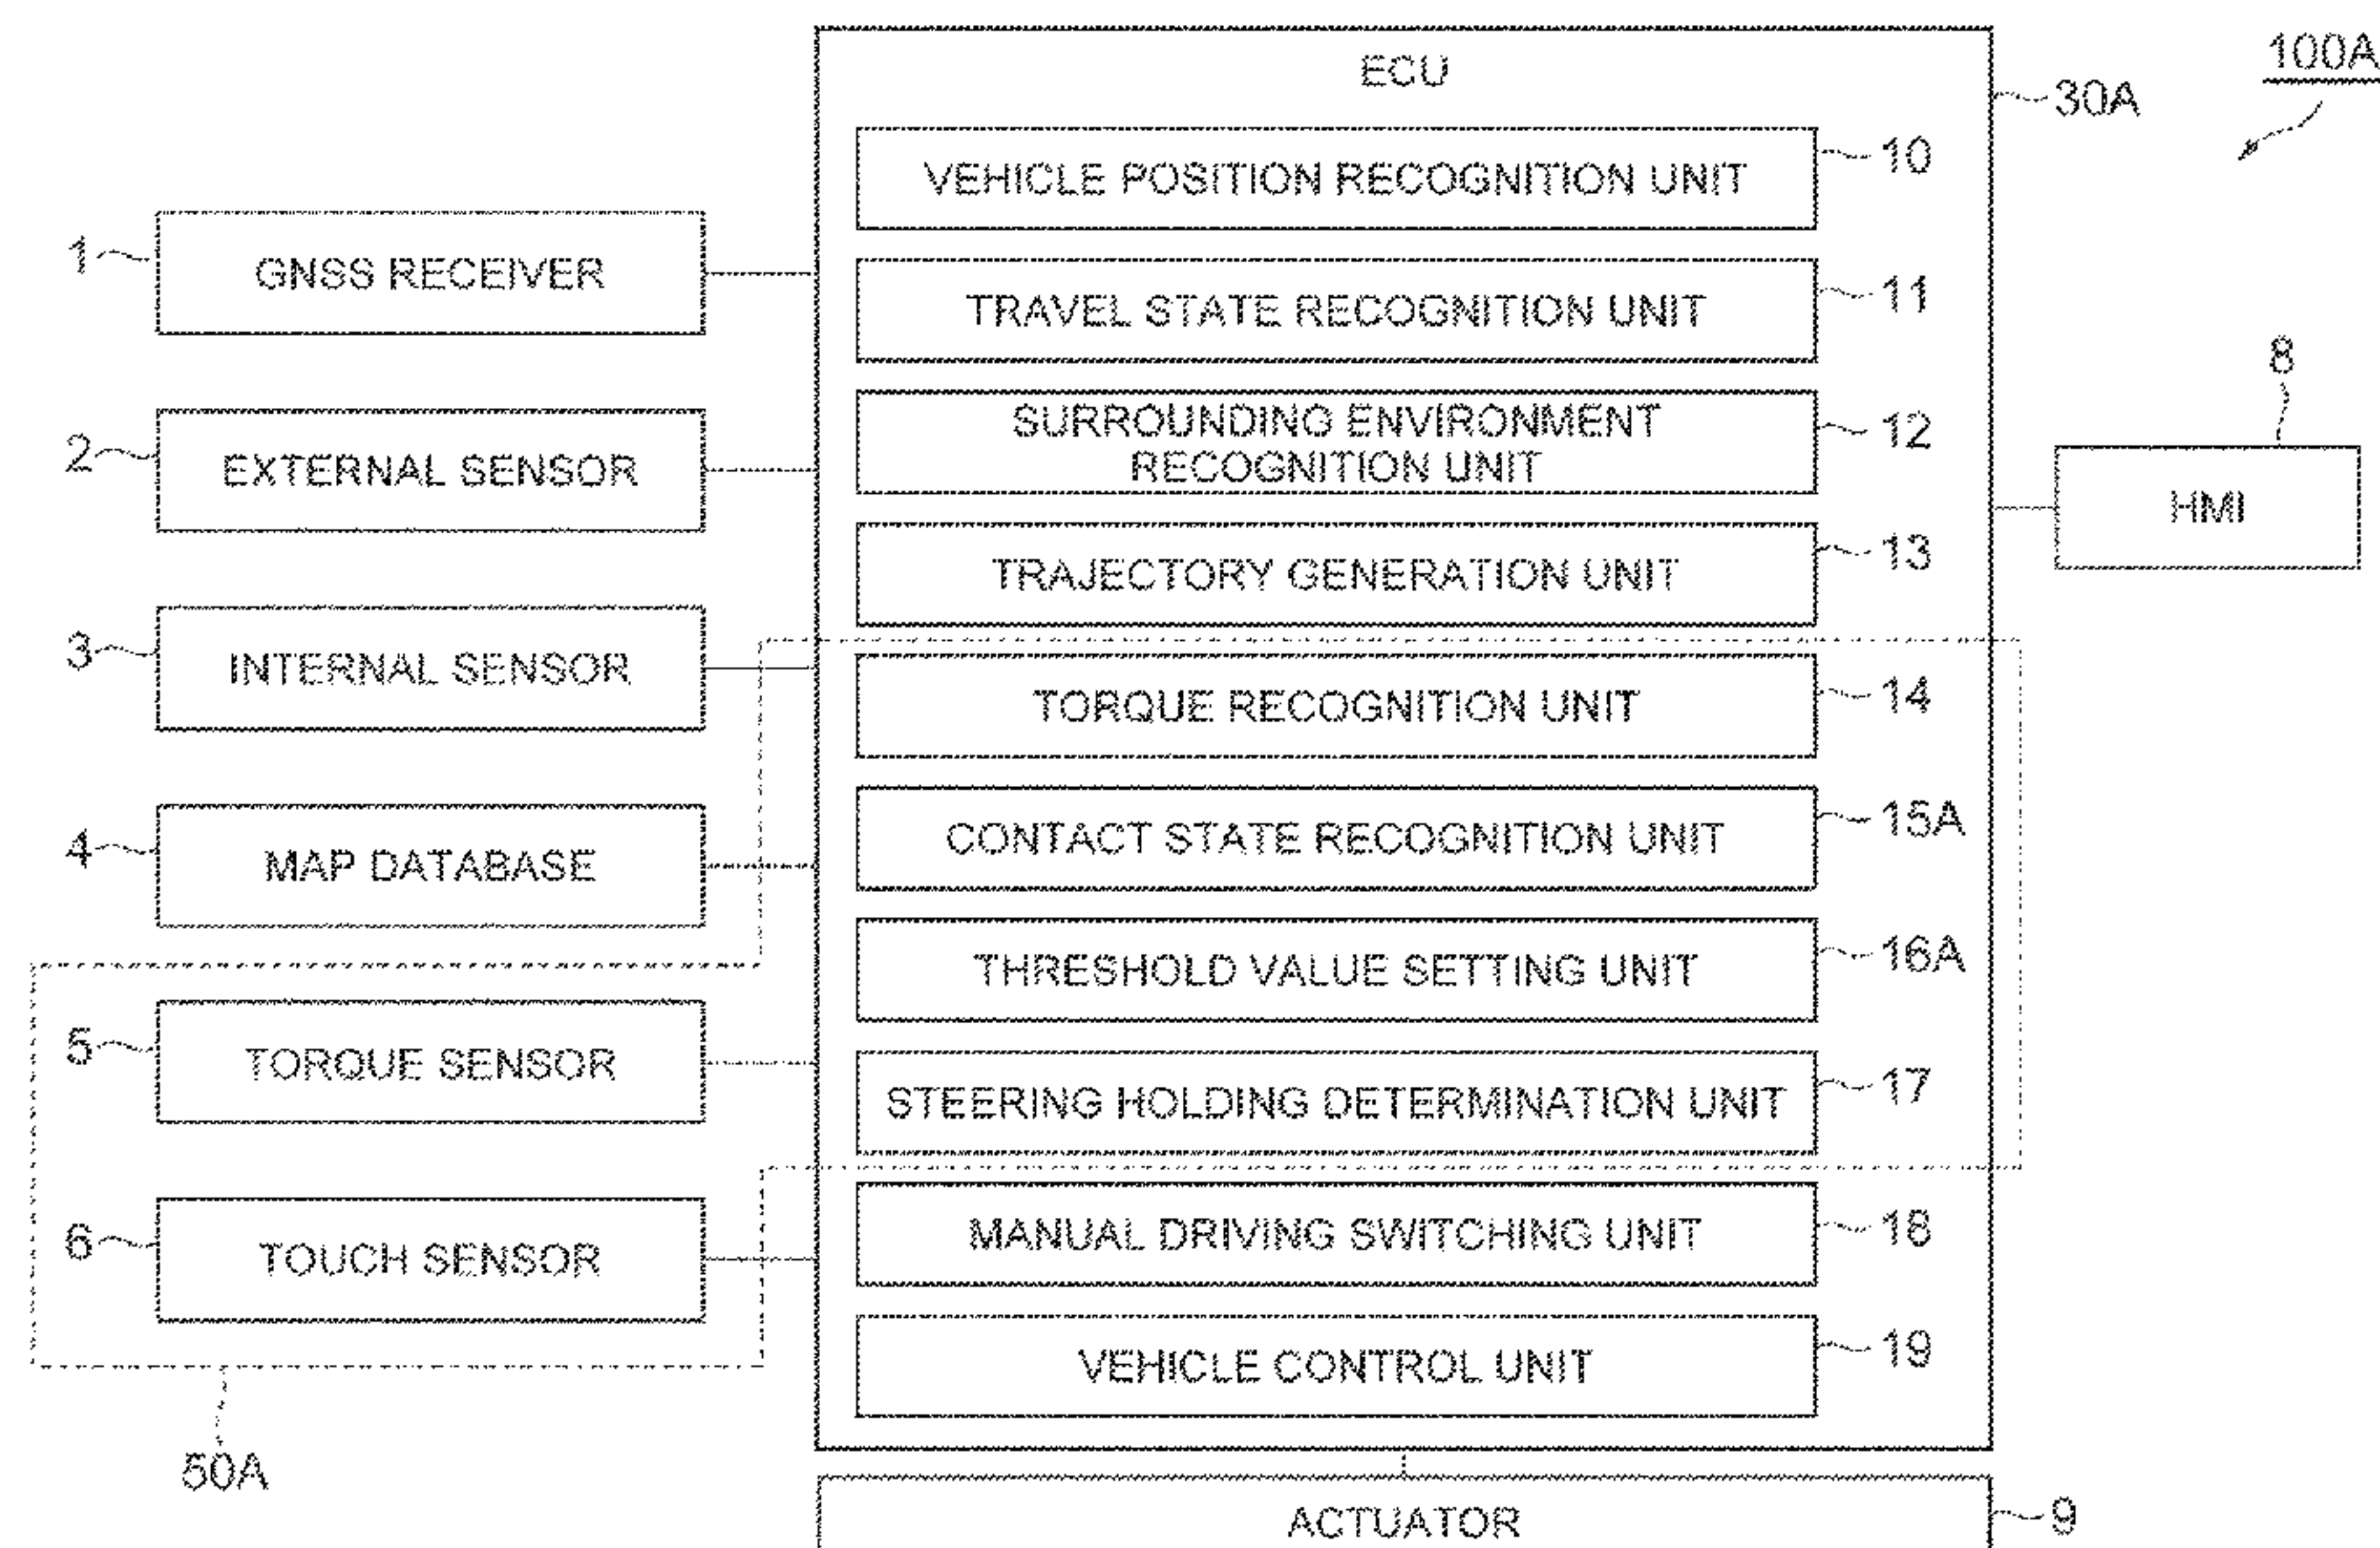 100A
ECU
30A
VEHICLE POSITION RECOGNITION UNIT
10
1
GNSS RECEIVER
TRAVEL STATE RECOGNITION UNIT
11
8
HMI
2
EXTERNAL SENSOR
SURROUNDING ENVIRONMENT
RECOGNITION UNIT
12
TRAJECTORY GENERATION UNIT
13
3
INTERNAL SENSOR
TORQUE RECOGNITION UNIT
14
4
MAP DATABASE
CONTACT STATE RECOGNITION UNIT
15A
THRESHOLD VALUE SETTING UNIT
16A
5
TORQUE SENSOR
STEERING HOLDING DETERMINATION UNIT
17
6
TOUCH SENSOR
MANUAL DRIVING SWITCHING UNIT
18
VEHICLE CONTROL UNIT
19
50A
ACTUATOR
9